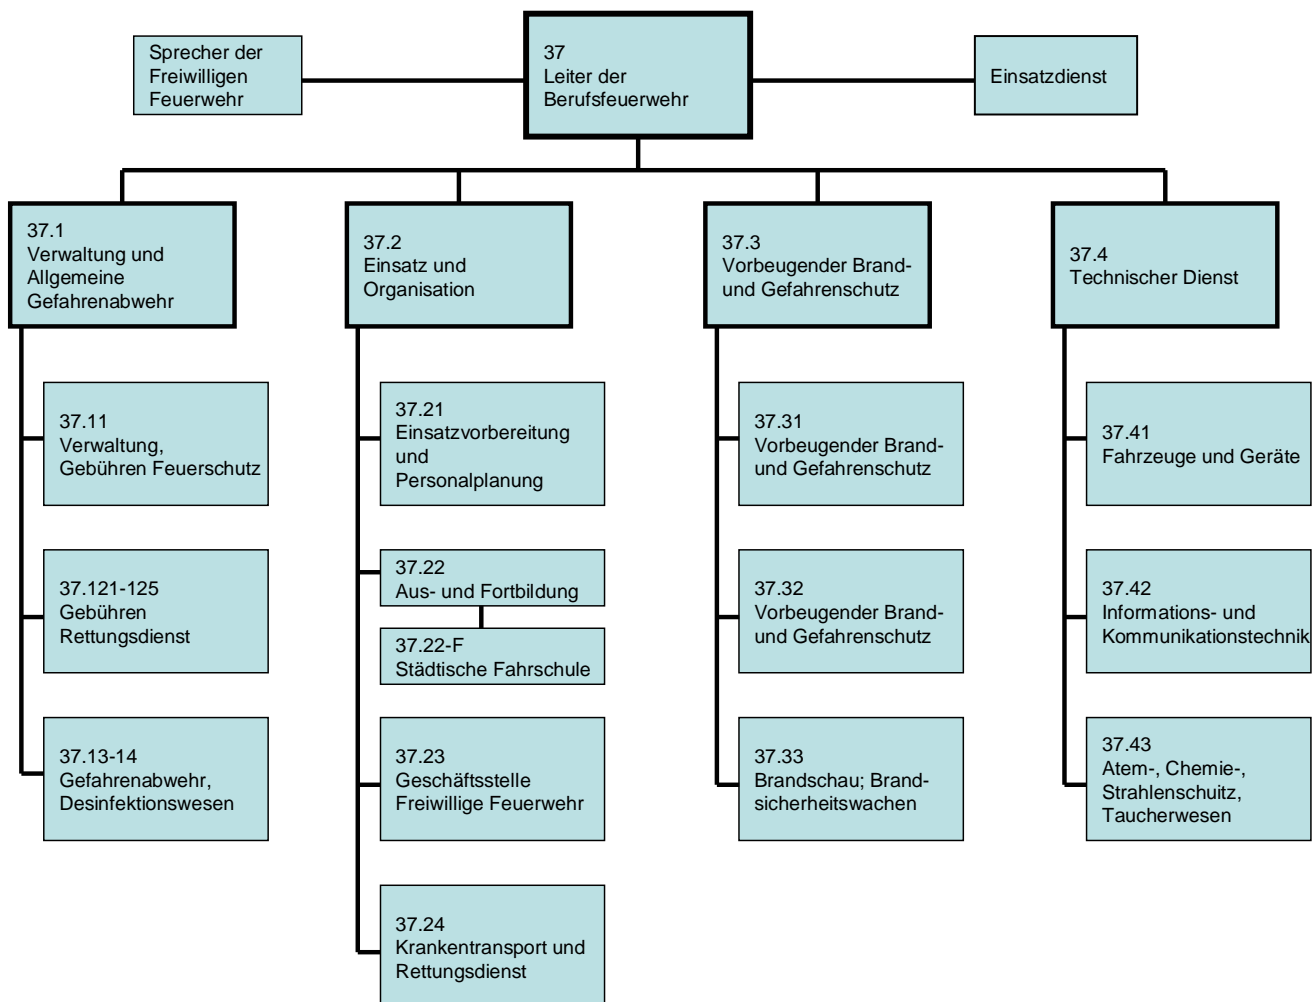 Sprecher der
Freiwilligen
Feuerwehr
37
Leiter der
Berufsfeuerwehr
Einsatzdienst
37.1
Verwaltung und
Allgemeine
Gefahrenabwehr
37.2
Einsatz und
Organisation
37.3
Vorbeugender Brand-
und Gefahrenschutz
37.4
Technischer Dienst
37.11
Verwaltung,
Gebühren Feuerschutz
37.121-125
Gebühren
Rettungsdienst
37.13-14
Gefahrenabwehr,
Desinfektionswesen
37.21
Einsatzvorbereitung
und
Personalplanung
37.22
Aus- und Fortbildung
37.22-F
Städtische Fahrschule
37.23
Geschäftsstelle
Freiwillige Feuerwehr
37.24
Krankentransport und
Rettungsdienst
37.31
Vorbeugender Brand-
und Gefahrenschutz
37.32
Vorbeugender Brand-
und Gefahrenschutz
37.33
Brandschau; Brand-
sicherheitswachen
37.41
Fahrzeuge und Geräte
37.42
Informations- und
Kommunikationstechnik
37.43
Atem-, Chemie-,
Strahlenschuitz,
Taucherwesen